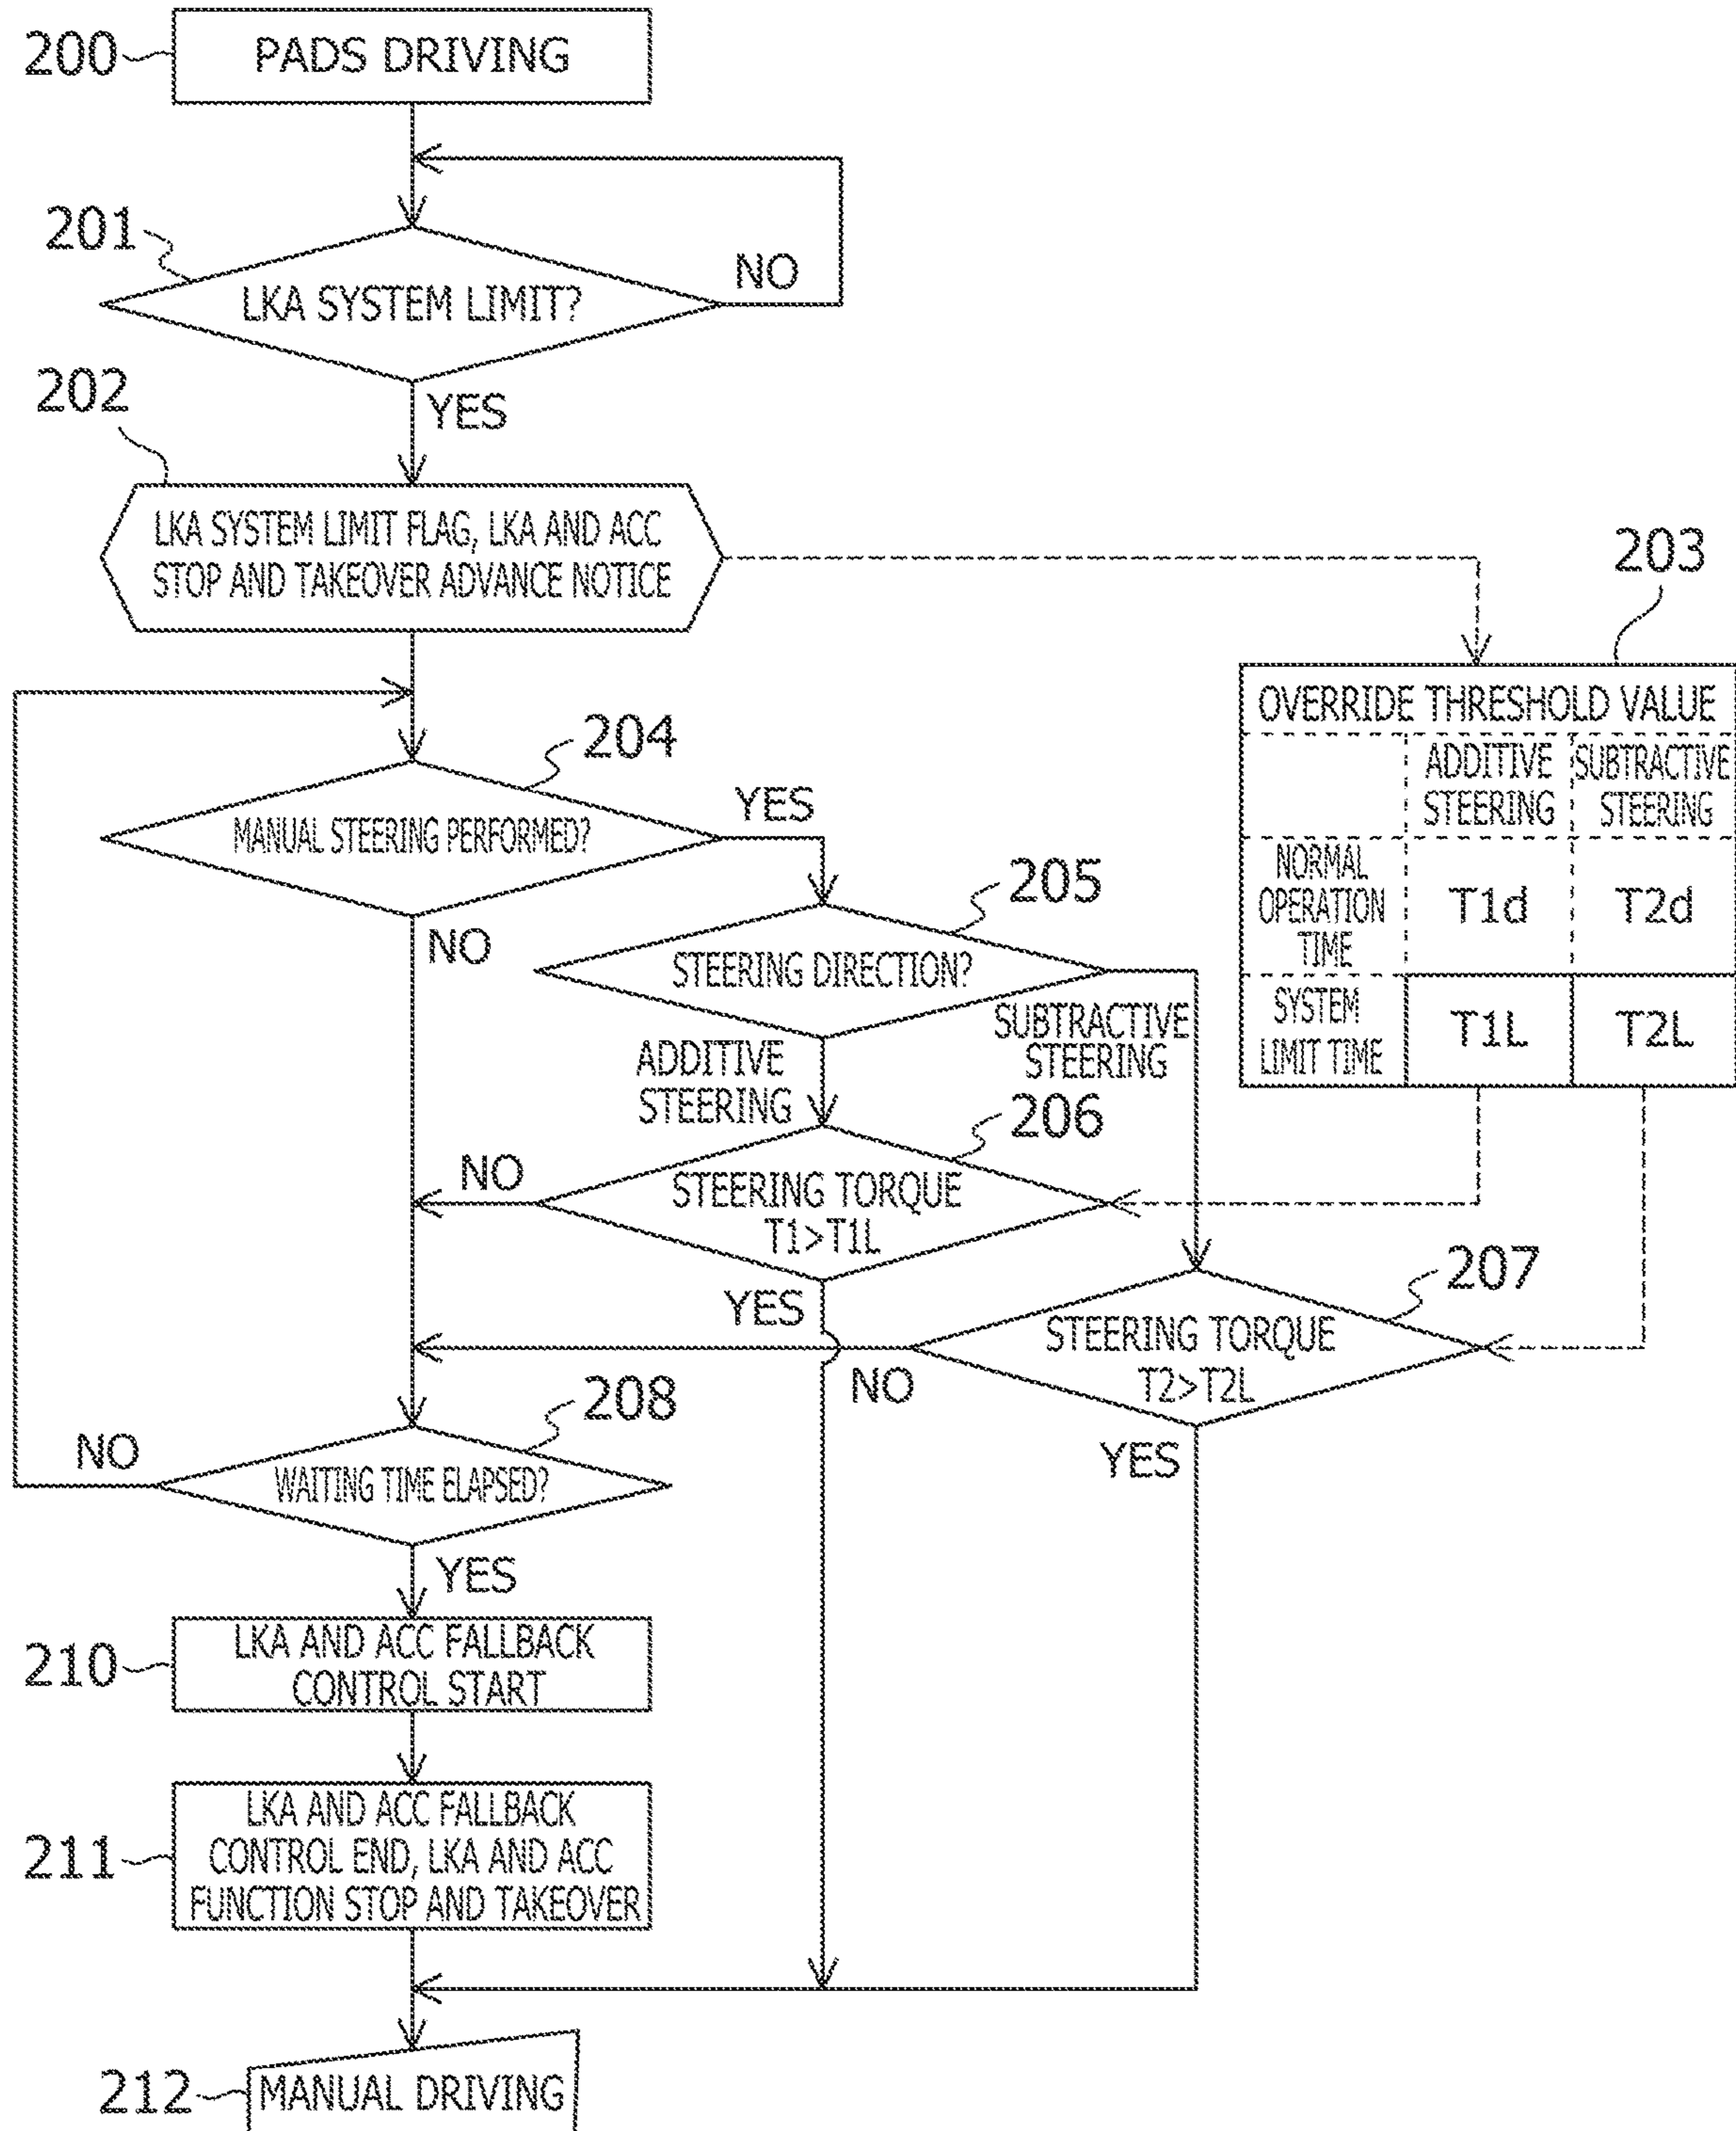 200
PADS DRIVING
201
LKA SYSTEM LIMIT?
NO
YES
202
LKA SYSTEM LIMIT FLAG, LKA AND ACC
STOP AND TAKEOVER ADVANCE NOTICE
203
OVERRIDE THRESHOLD VALUE
ADDITIVE
STEERING
SUBTRACTIVE
STEERING
NORMAL
OPERATION
TIME
T1d
T2d
SYSTEM
LIMIT TIME
T1L
T2L
204
MANUAL STEERING PERFORMED?
YES
NO
205
STEERING DIRECTION?
ADDITIVE
STEERING
SUBTRACTIVE
STEERING
206
STEERING TORQUE
T1>T1L
NO
YES
207
STEERING TORQUE
T2>T2L
NO
YES
208
WAITING TIME ELAPSED?
NO
YES
210
LKA AND ACC FALLBACK
CONTROL START
211
LKA AND ACC FALLBACK
CONTROL END, LKA AND ACC
FUNCTION STOP AND TAKEOVER
212
MANUAL DRIVING